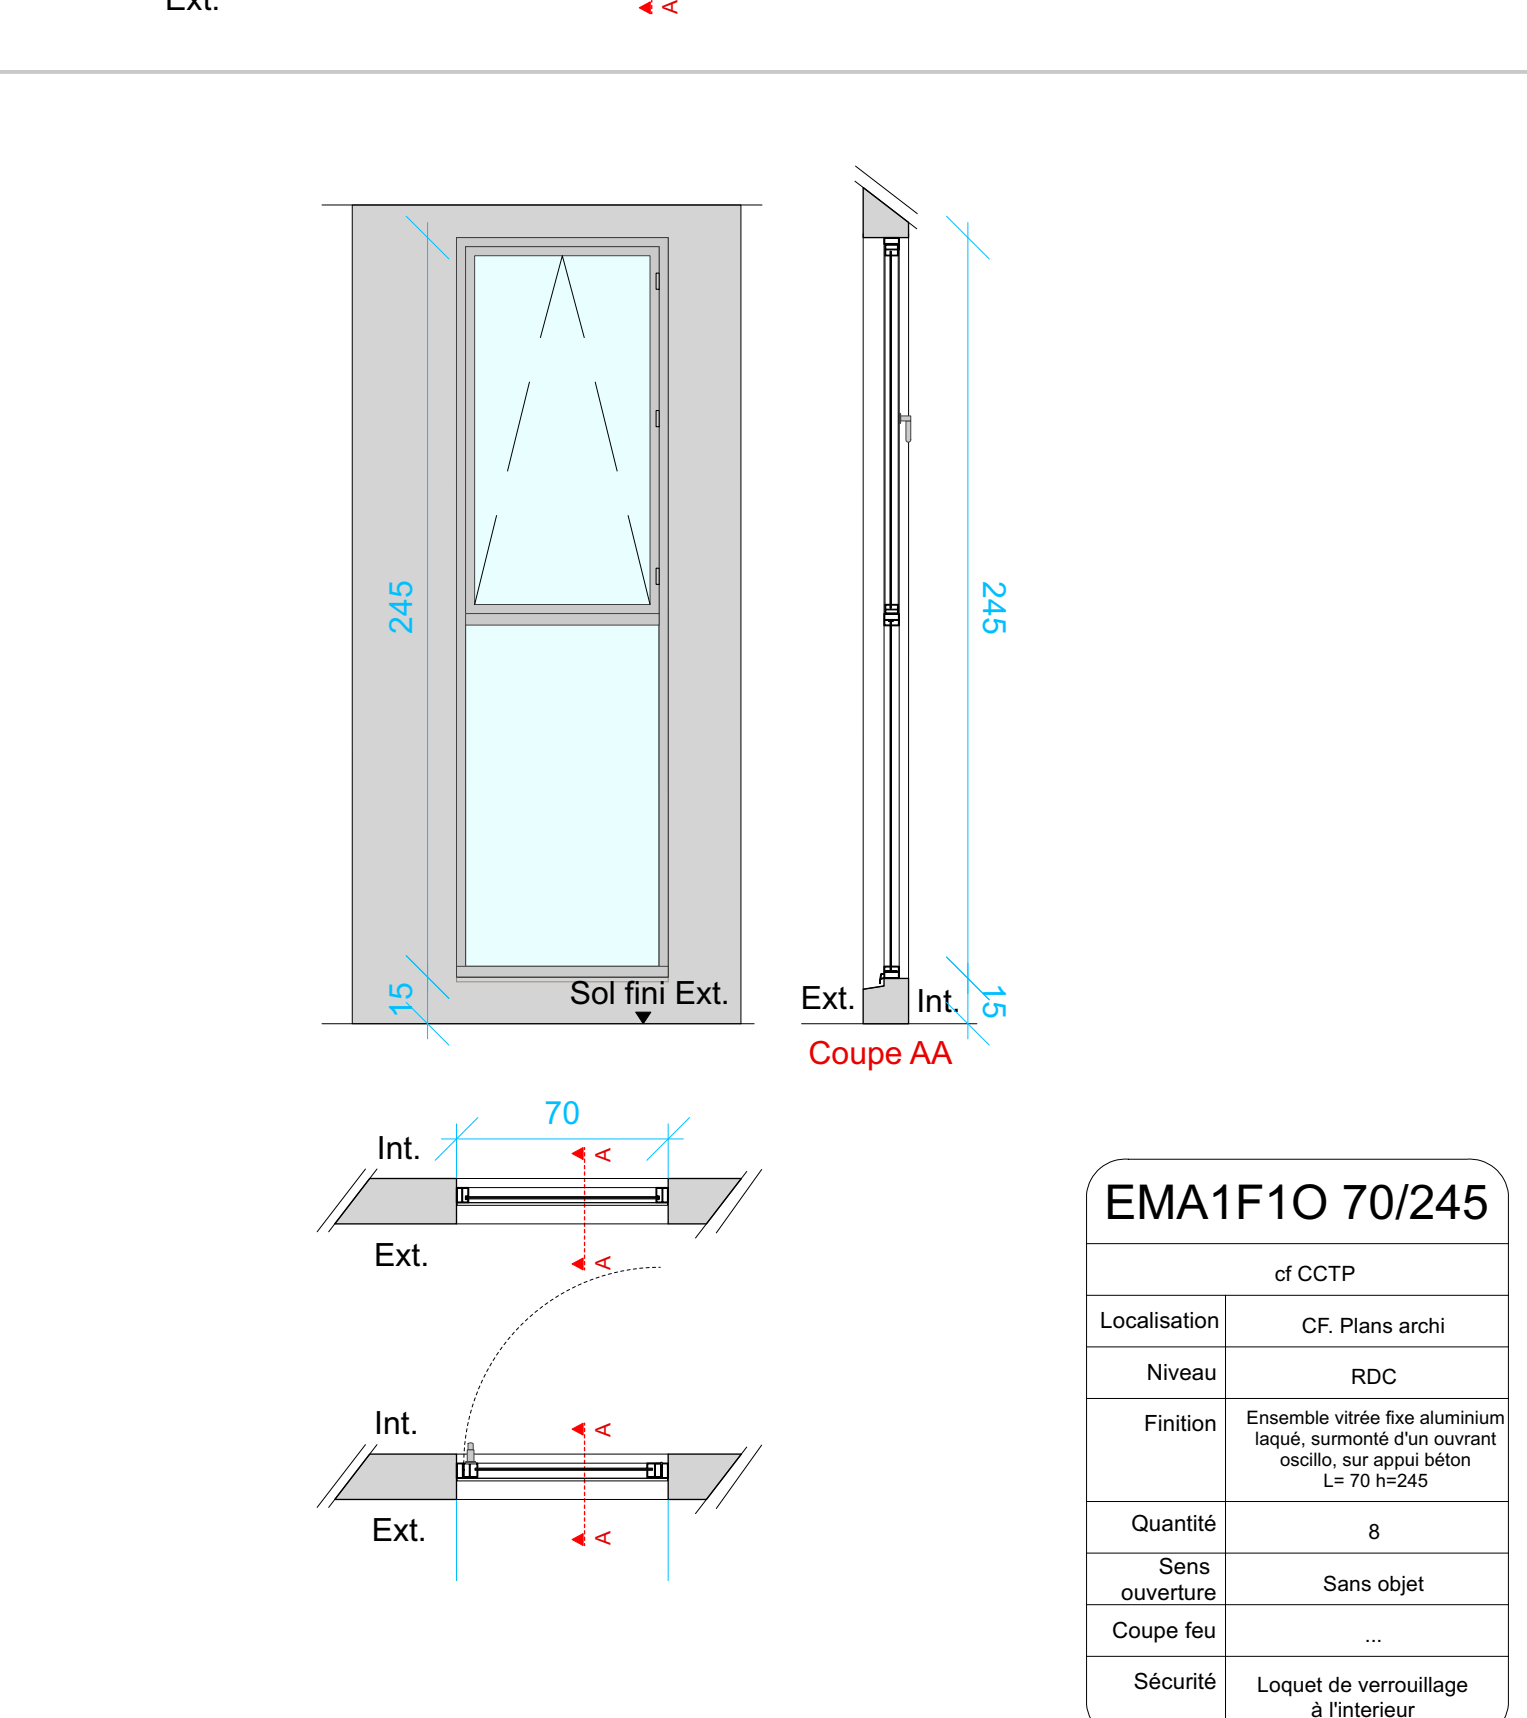 Ext.
A
245
245
15
Sol fini Ext.
Ext.
Int.
15
Coupe AA
70
Int.
A
Ext.
A
Int.
A
Ext.
A
EMA1F1O 70/245
cf CCTP
Localisation
CF. Plans archi
Niveau
RDC
Finition
Ensemble vitrée fixe aluminium
laqué, surmonté d'un ouvrant
oscillo, sur appui béton
L= 70 h=245
Quantité
8
Sens
ouverture
Sans objet
Coupe feu
...
Sécurité
Loquet de verrouillage
à l'interieur